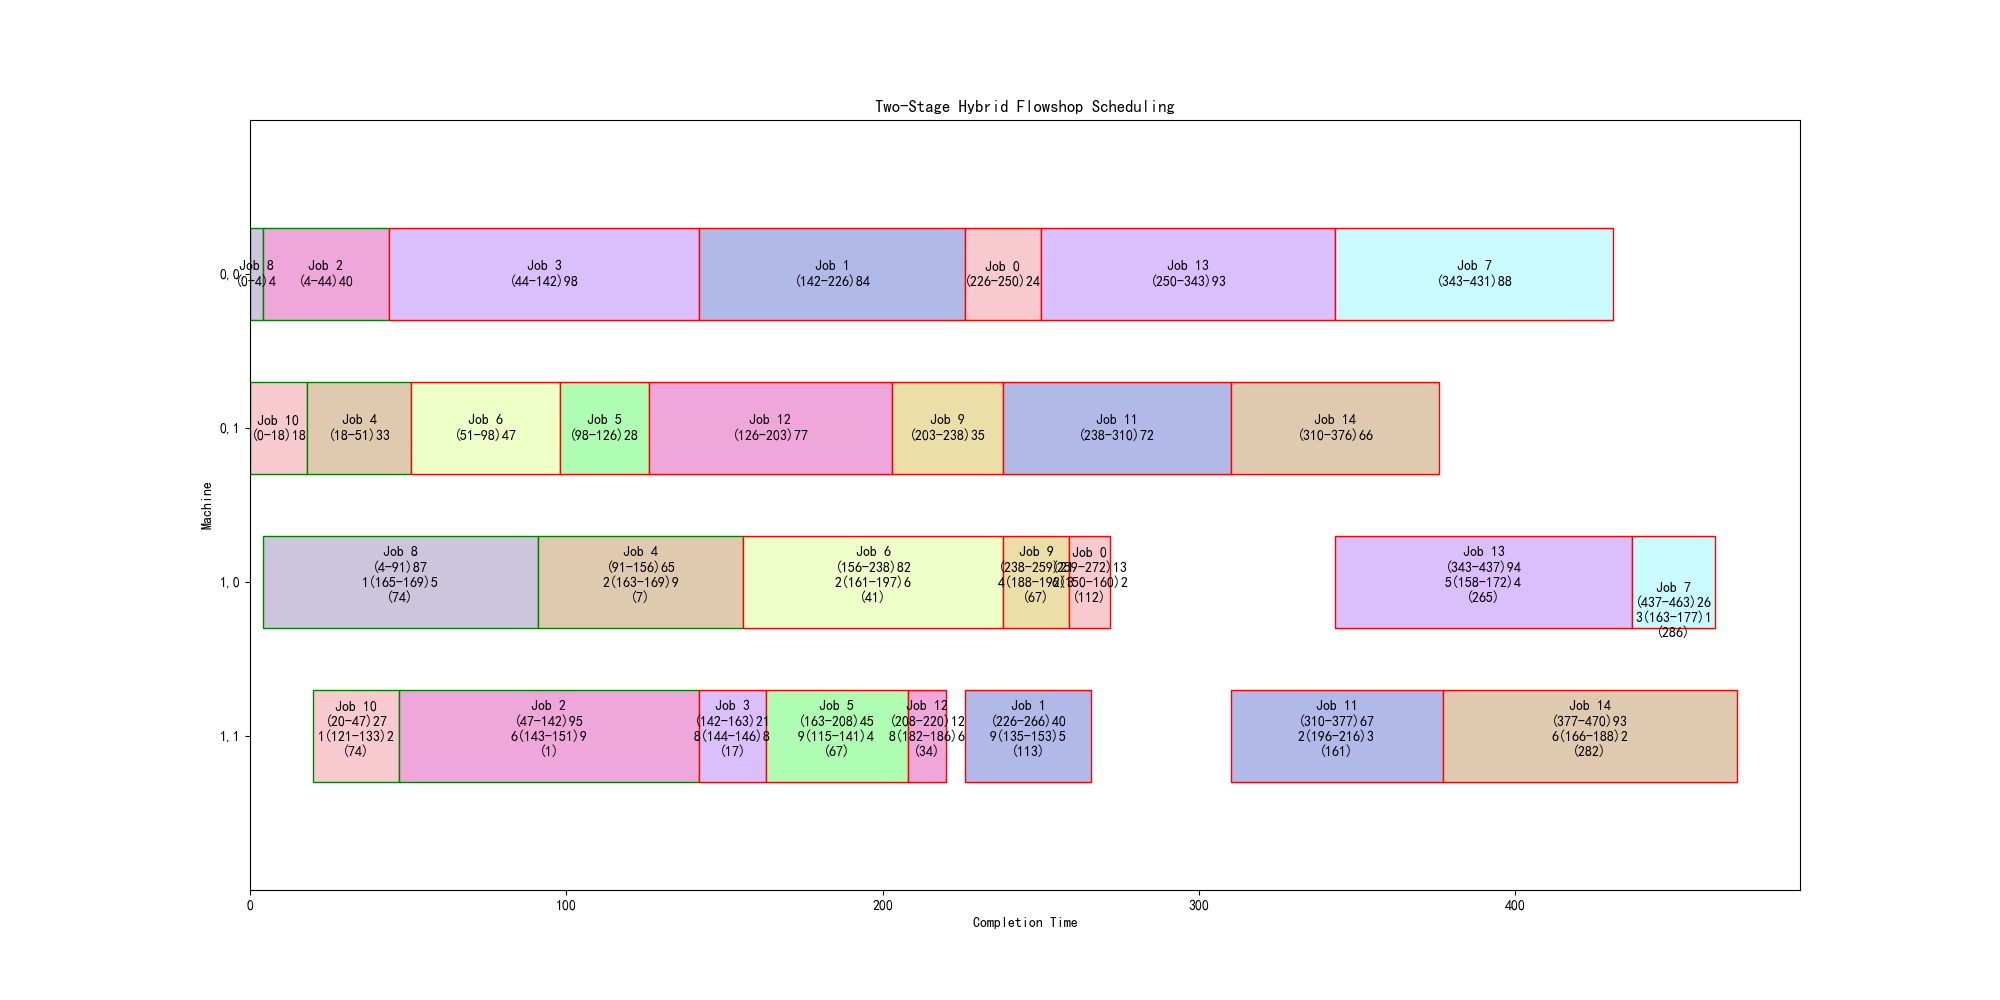 Two-Stage Hybrid Flowshop Scheduling
Machine
0,0
Job 8
(0-4)4
Job 2
(4-44)40
Job 3
(44-142)98
Job 1
(142-226)84
Job 0
(226-250)24
Job 13
(250-343)93
Job 7
(343-431)88
0,1
Job 10
(0-18)18
Job 4
(18-51)33
Job 6
(51-98)47
Job 5
(98-126)28
Job 12
(126-203)77
Job 9
(203-238)35
Job 11
(238-310)72
Job 14
(310-376)66
1,0
Job 8
(4-91)87
1(165-169)5
(74)
Job 4
(91-156)65
2(163-169)9
(7)
Job 6
(156-238)82
2(161-197)6
(41)
Job 9
(238-259)21
(67)
Job 0
(259-272)13
(112)
Job 13
(343-437)94
5(158-172)4
(265)
Job 7
(437-463)26
3(163-177)1
(286)
1,1
Job 10
(20-47)27
1(121-133)2
(74)
Job 2
(47-142)95
6(143-151)9
(1)
Job 3
(142-163)21
8(144-146)8
(17)
Job 5
(163-208)45
9(115-141)4
(67)
Job 12
(208-220)12
8(182-186)6
(34)
Job 1
(226-266)40
9(135-153)5
(113)
Job 11
(310-377)67
2(196-216)3
(161)
Job 14
(377-470)93
6(166-188)2
(282)
0
100
200
300
400
Completion Time